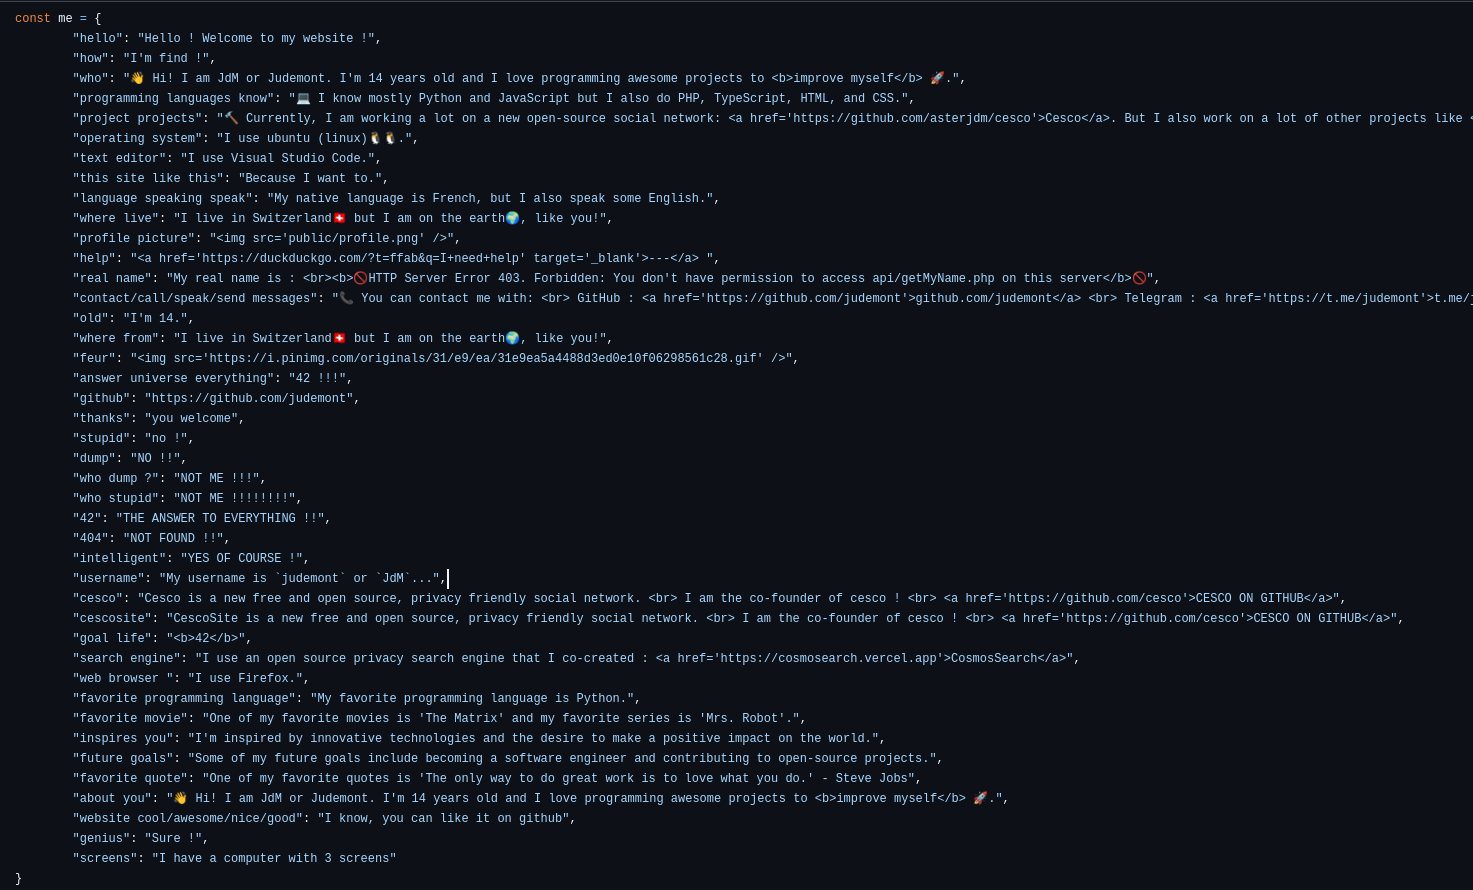 const me = {
"hello": "Hello ! Welcome to my website !",
"how": "I'm find !",
"who": "👋 Hi! I am JdM or Judemont. I'm 14 years old and I love programming awesome projects to <b>improve myself</b> 🚀.",
"programming languages know": "💻 I know mostly Python and JavaScript but I also do PHP, TypeScript, HTML, and CSS.",
"project projects": "🔨 Currently, I am working a lot on a new open-source social network: <a href='https://github.com/asterjdm/cesco'>Cesco</a>. But I also work on a lot of other projects like <
"operating system": "I use ubuntu (linux)🐧🐧.",
"text editor": "I use Visual Studio Code.",
"this site like this": "Because I want to.",
"language speaking speak": "My native language is French, but I also speak some English.",
"where live": "I live in Switzerland🇨🇭 but I am on the earth🌍, like you!",
"profile picture": "<img src='public/profile.png' />",
"help": "<a href='https://duckduckgo.com/?t=ffab&q=I+need+help' target='_blank'>---</a> ",
"real name": "My real name is : <br><b>🚫HTTP Server Error 403. Forbidden: You don't have permission to access api/getMyName.php on this server</b>🚫",
"contact/call/speak/send messages": "📞 You can contact me with: <br> GitHub : <a href='https://github.com/judemont'>github.com/judemont</a> <br> Telegram : <a href='https://t.me/judemont'>t.me/j
"old": "I'm 14.",
"where from": "I live in Switzerland🇨🇭 but I am on the earth🌍, like you!",
"feur": "<img src='https://i.pinimg.com/originals/31/e9/ea/31e9ea5a4488d3ed0e10f06298561c28.gif' />",
"answer universe everything": "42 !!!",
"github": "https://github.com/judemont",
"thanks": "you welcome",
"stupid": "no !",
"dump": "NO !!",
"who dump ?": "NOT ME !!!",
"who stupid": "NOT ME !!!!!!!!",
"42": "THE ANSWER TO EVERYTHING !!",
"404": "NOT FOUND !!",
"intelligent": "YES OF COURSE !",
"username": "My username is `judemont` or `JdM`...",
"cesco": "Cesco is a new free and open source, privacy friendly social network. <br> I am the co-founder of cesco ! <br> <a href='https://github.com/cesco'>CESCO ON GITHUB</a>",
"cescosite": "CescoSite is a new free and open source, privacy friendly social network. <br> I am the co-founder of cesco ! <br> <a href='https://github.com/cesco'>CESCO ON GITHUB</a>",
"goal life": "<b>42</b>",
"search engine": "I use an open source privacy search engine that I co-created : <a href='https://cosmosearch.vercel.app'>CosmosSearch</a>",
"web browser ": "I use Firefox.",
"favorite programming language": "My favorite programming language is Python.",
"favorite movie": "One of my favorite movies is 'The Matrix' and my favorite series is 'Mrs. Robot'.",
"inspires you": "I'm inspired by innovative technologies and the desire to make a positive impact on the world.",
"future goals": "Some of my future goals include becoming a software engineer and contributing to open-source projects.",
"favorite quote": "One of my favorite quotes is 'The only way to do great work is to love what you do.' - Steve Jobs",
"about you": "👋 Hi! I am JdM or Judemont. I'm 14 years old and I love programming awesome projects to <b>improve myself</b> 🚀.",
"website cool/awesome/nice/good": "I know, you can like it on github",
"genius": "Sure !",
"screens": "I have a computer with 3 screens"
}